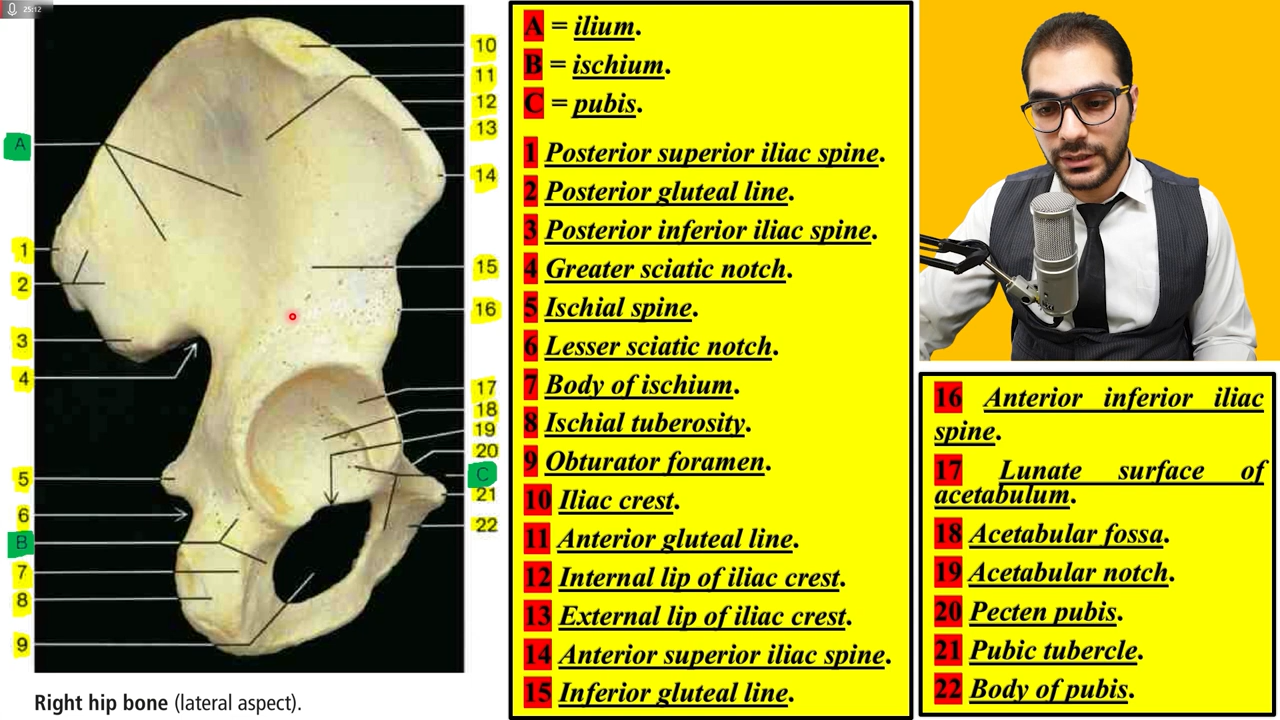 25:12
10
11
12
13
14
15
16
17
18
19
20
C
21
22
A
1
2
3
4
5
6
B
7
8
9
Right hip bone (lateral aspect).
A = ilium.
B = ischium.
C = pubis.
1 Posterior superior iliac spine.
2 Posterior gluteal line.
3 Posterior inferior iliac spine.
4 Greater sciatic notch.
5 Ischial spine.
6 Lesser sciatic notch.
7 Body of ischium.
8 Ischial tuberosity.
9 Obturator foramen.
10 Iliac crest.
11 Anterior gluteal line.
12 Internal lip of iliac crest.
13 External lip of iliac crest.
14 Anterior superior iliac spine.
15 Inferior gluteal line.
16 Anterior inferior iliac
spine.
17 Lunate surface of
acetabulum.
18 Acetabular fossa.
19 Acetabular notch.
20 Pecten pubis.
21 Pubic tubercle.
22 Body of pubis.